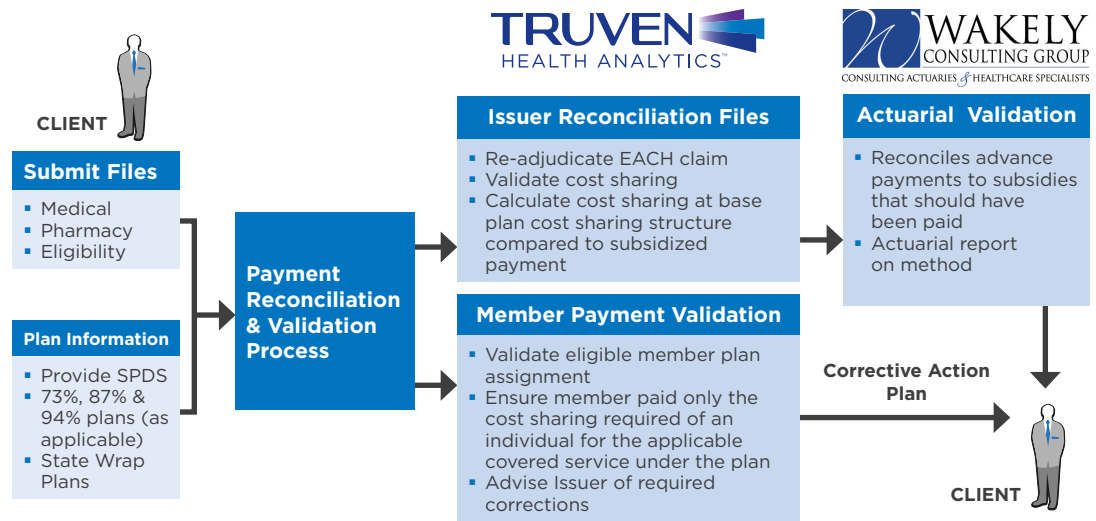 CLIENT
Submit Files
▪ Medical
▪ Pharmacy
▪ Eligibility
Plan Information
▪ Provide SPDS
▪ 73%, 87% &
94% plans (as
applicable)
▪ State Wrap
Plans
Payment
Reconciliation
& Validation
Process
TRUVEN
HEALTH ANALYTICS™
Issuer Reconciliation Files
▪ Re-adjudicate EACH claim
▪ Validate cost sharing
▪ Calculate cost sharing at base
plan cost sharing structure
compared to subsidized
payment
Member Payment Validation
▪ Validate eligible member plan
assignment
▪ Ensure member paid only the
cost sharing required of an
individual for the applicable
covered service under the plan
▪ Advise Issuer of required
corrections
W WAKELY
CONSULTING GROUP
CONSULTING ACTUARIES & HEALTHCARE SPECIALISTS
Actuarial Validation
▪ Reconciles advance
payments to subsidies
that should have
been paid
▪ Actuarial report
on method
Corrective Action
Plan
CLIENT